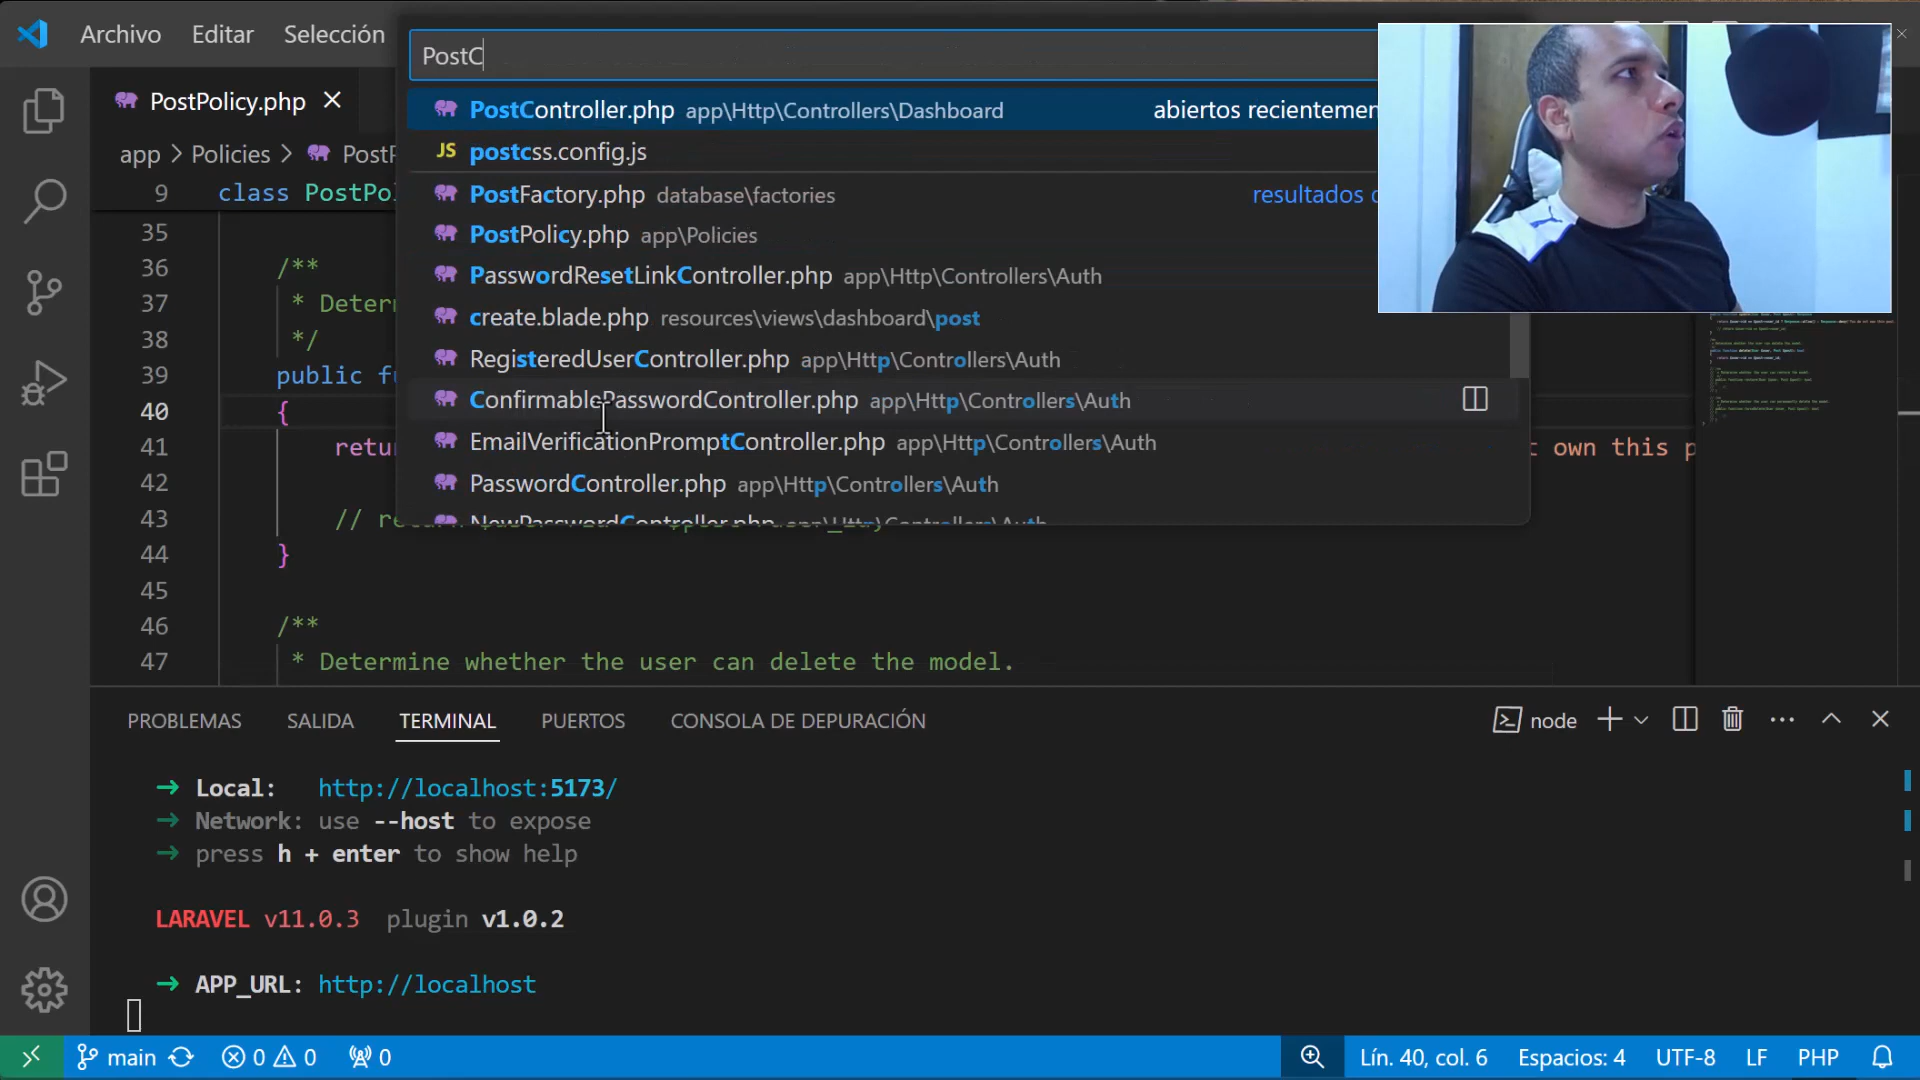 Archivo Editar Selección
PostC
PostPolicy.php
PostController.php app\Http\Controllers\Dashboard abiertos recientemen
postcss.config.js
app > Policies >
PostFactory.php database\factories resultados
9 class
PostPolicy.php app\Policies
35
36 /**
PasswordResetLinkController.php app\Http\Controllers\Auth
37 *
create.blade.php resources\views\dashboard\post
38 */
RegisteredUserController.php app\Http\Controllers\Auth
39 public
ConfirmablePasswordController.php app\Http\Controllers\Auth
40 {
EmailVerificationPromptController.php app\Http\Controllers\Auth
41 own this p
PasswordController.php app\Http\Controllers\Auth
42
NewPasswordController.php app\Http\Controllers\Auth
43 //
44 }
45
46 /**
47 * Determine whether the user can delete the model.
PROBLEMAS SALIDA TERMINAL PUERTOS CONSOLA DE DEPURACIÓN node
➜ Local: http://localhost:5173/
➜ Network: use --host to expose
➜ press h + enter to show help
LARAVEL v11.0.3 plugin v1.0.2
➜ APP_URL: http://localhost
main 0 0 0 Lín. 40, col. 6 Espacios: 4 UTF-8 LF PHP